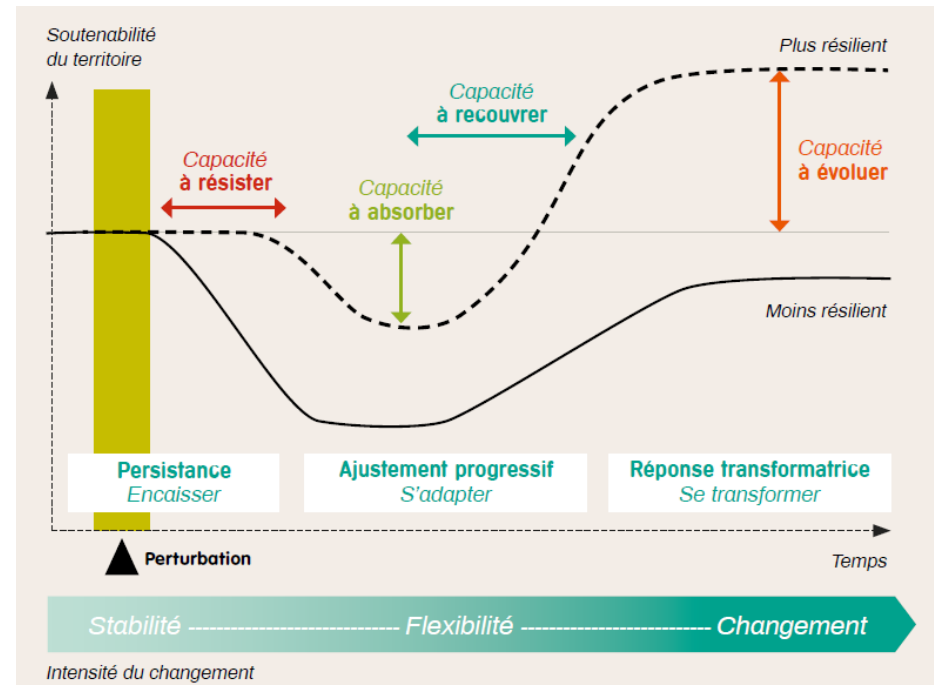 Soutenabilité
du territoire
Plus résilient
Capacité
à recouvrer
Capacité
à résister
Capacité
à absorber
Capacité
à évoluer
Moins résilient
Persistance
Encaisser
Ajustement progressif
S'adapter
Réponse transformatrice
Se transformer
Perturbation
Temps
Stabilité
Flexibilité
Changement
Intensité du changement